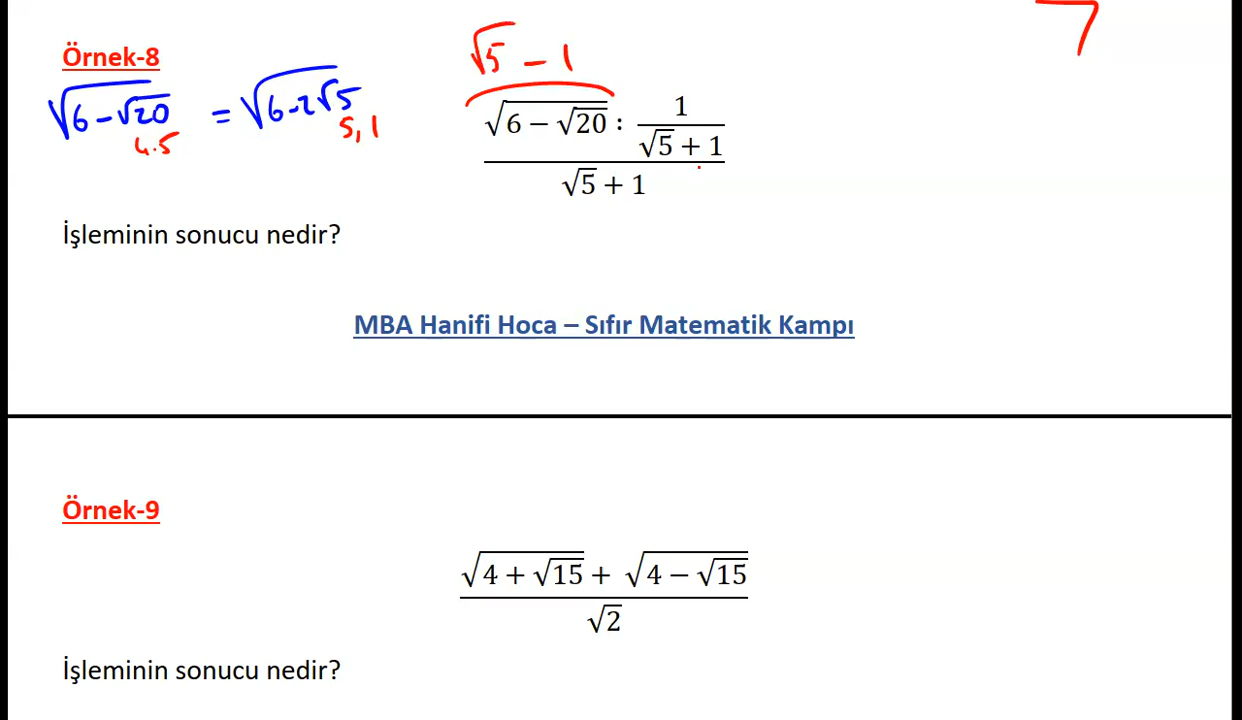 7
Örnek-8
√5 − 1
√(6 − √20) = √(6 − 2√5)
4.5
5, 1
√(6 − √20) : 1/(√5 + 1)
√5 + 1
İşleminin sonucu nedir?
MBA Hanifi Hoca – Sıfır Matematik Kampı
Örnek-9
√(4 + √15) + √(4 − √15)
√2
İşleminin sonucu nedir?